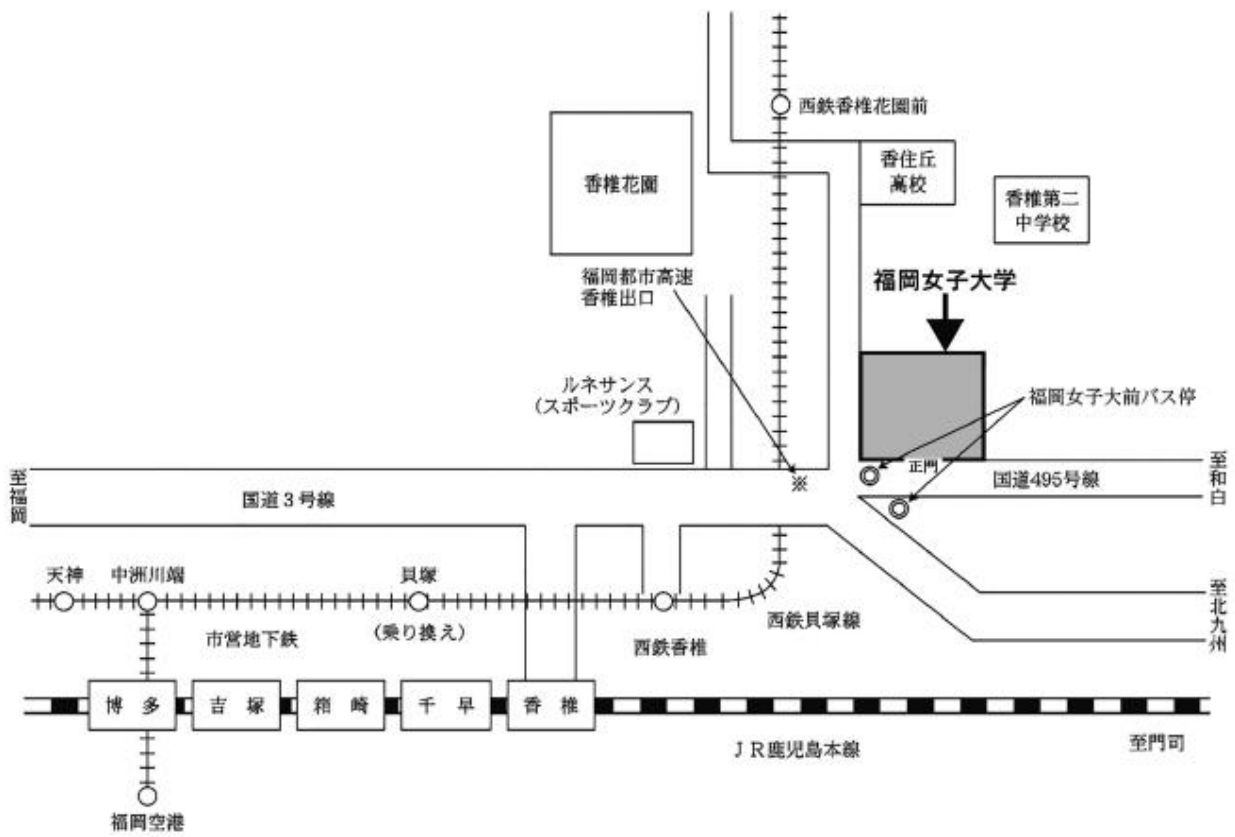 西鉄香椎花園前
香住丘
高校
香椎花園
香椎第二
中学校
福岡都市高速
香椎出口
福岡女子大学
ルネサンス
(スポーツクラブ)
福岡女子大前バス停
正門
至福岡
国道3号線
※
国道495号線
至和白
天神
中洲川端
貝塚
(乗り換え)
市営地下鉄
西鉄香椎
西鉄貝塚線
至北九州
博多
吉塚
箱崎
千早
香椎
JR鹿児島本線
至門司
福岡空港